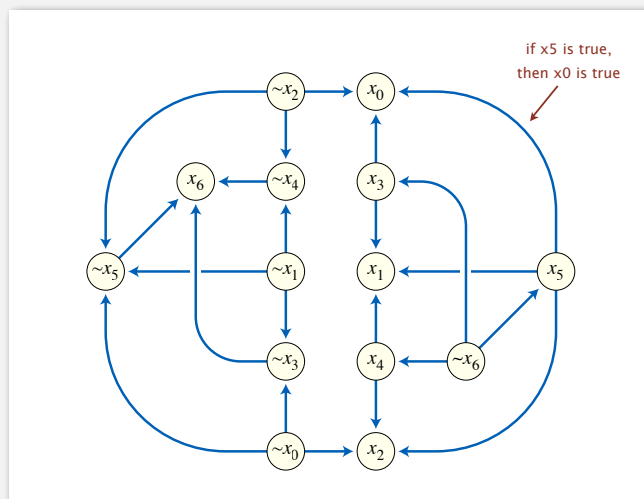 if x5 is true,
then x0 is true
~x2
x0
x6
~x4
x3
~x5
~x1
x1
x5
~x3
x4
~x6
~x0
x2